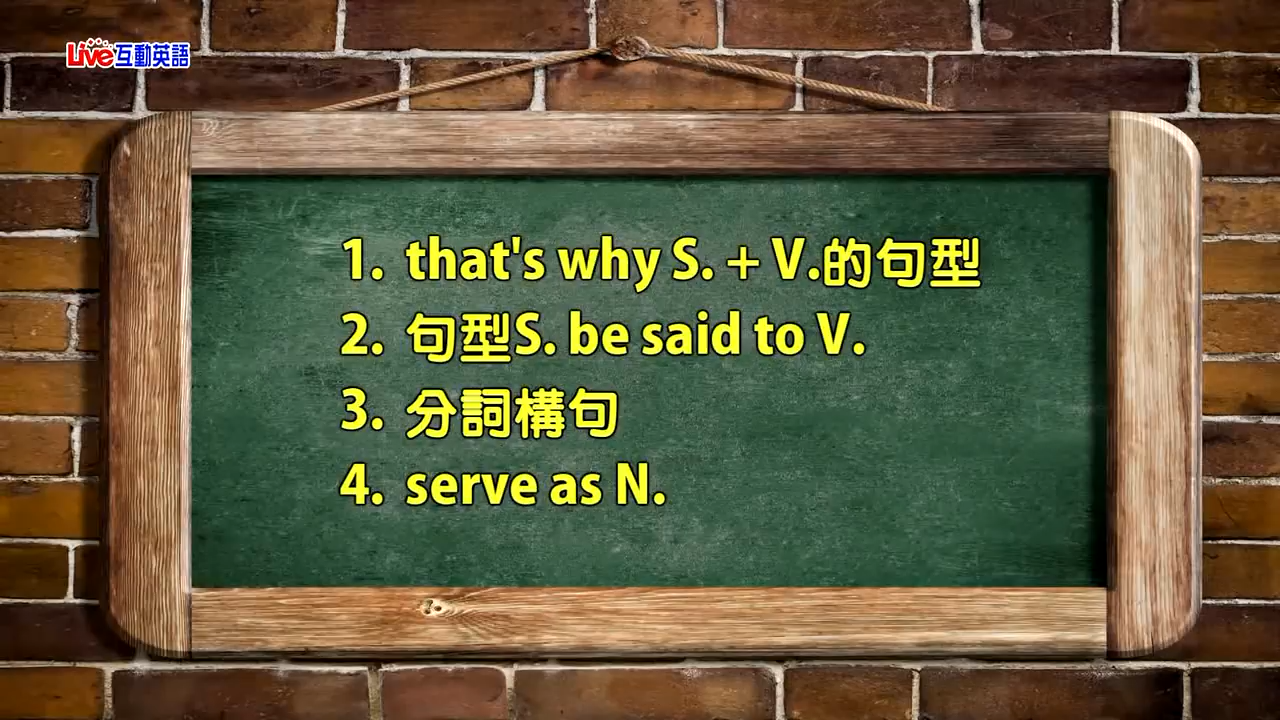 Live互動英語
1. that's why S. + V.的句型
2. 句型S. be said to V.
3. 分詞構句
4. serve as N.